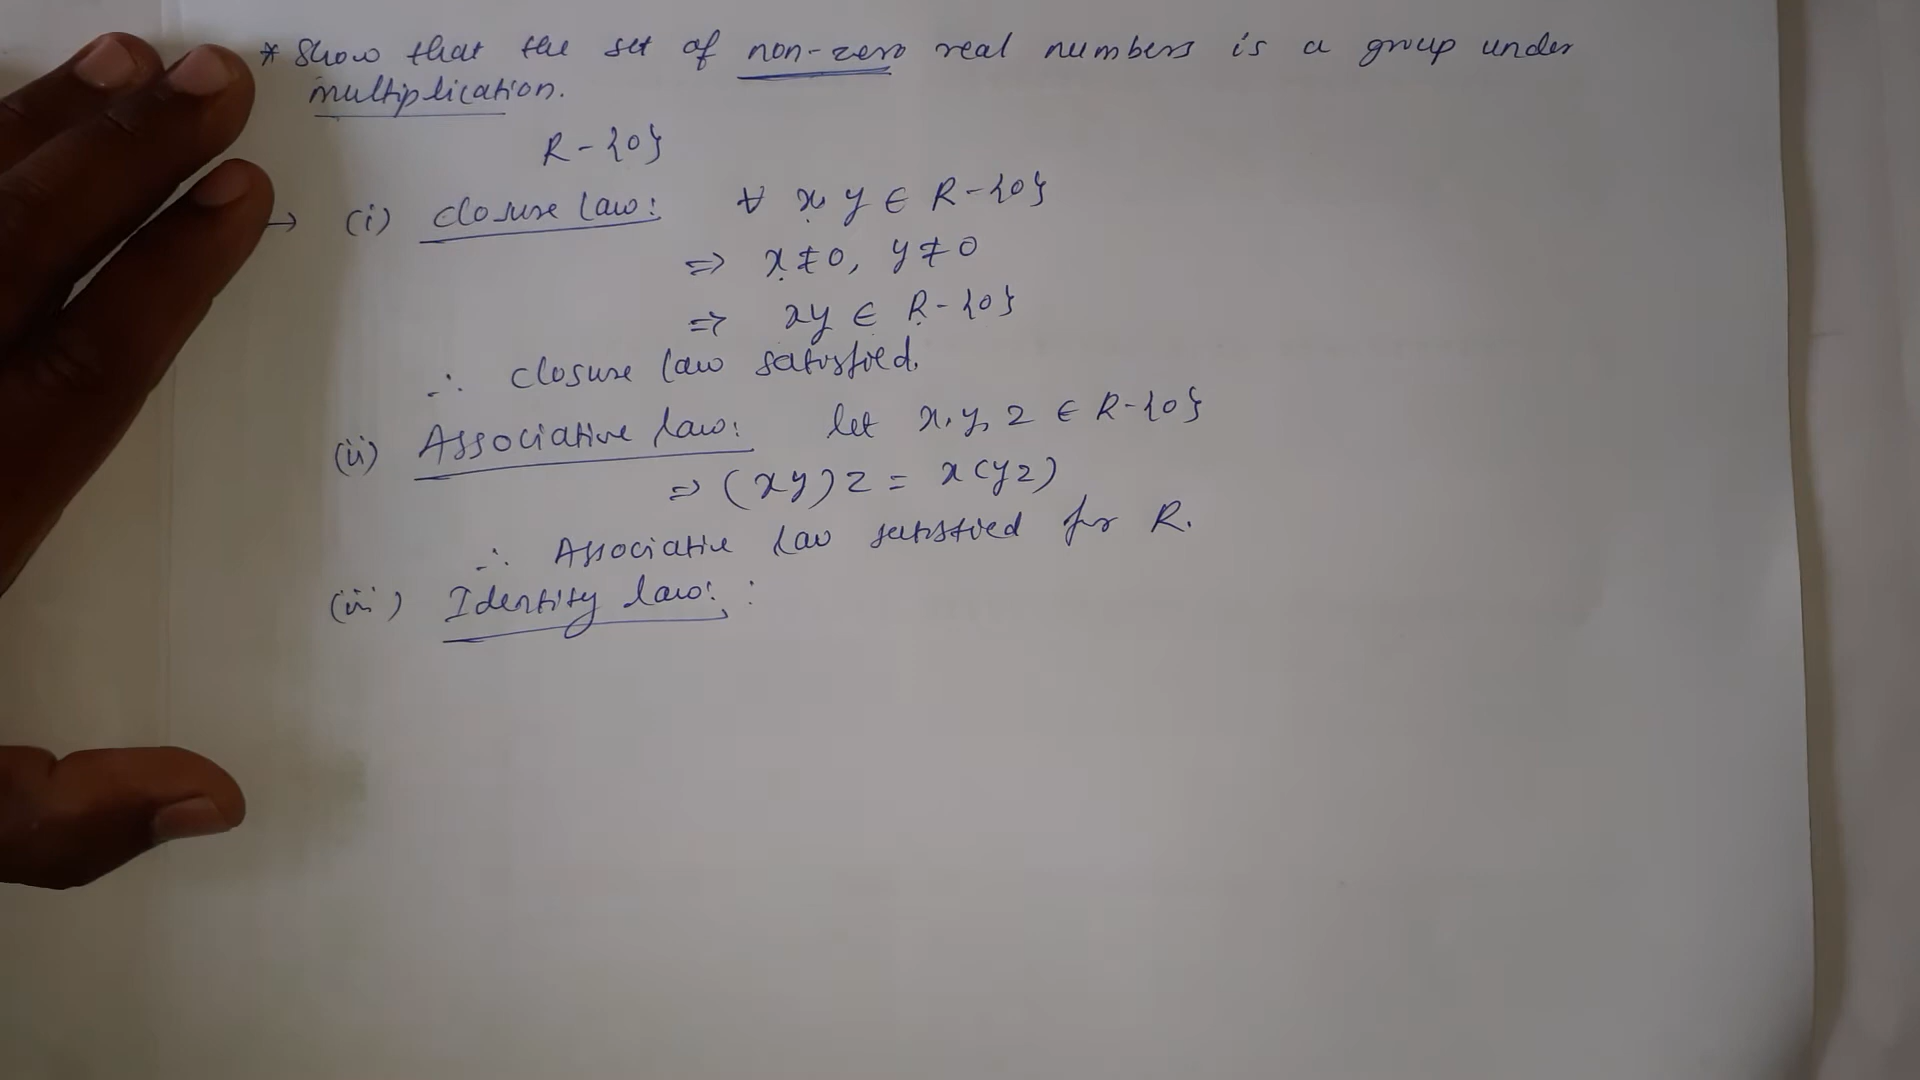 * Show that the set of non-zero real numbers is a group under
multiplication.
R - {0}
→ (i) closure law: ∀ x, y ∈ R - {0}
⇒ x ≠ 0, y ≠ 0
⇒ xy ∈ R - {0}
∴ closure law satisfied.
(ii) Associative law: let x, y, z ∈ R - {0}
⇒ (xy)z = x(yz)
∴ Associative law satisfied for R.
(iii) Identity law: :